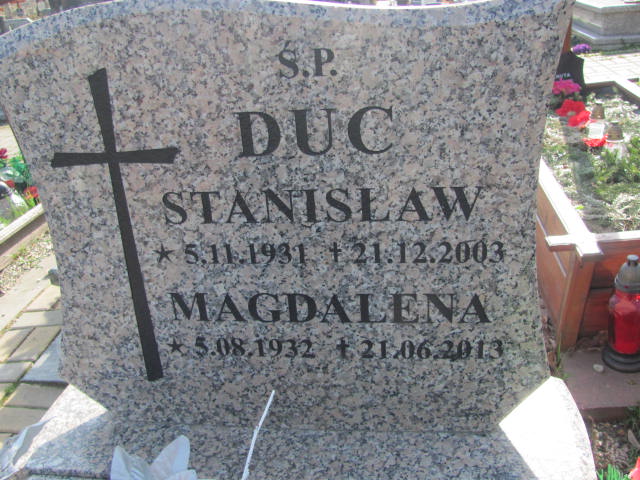 Ś.P.
DUC
STANISŁAW
★ 5.11.1931 ✝ 21.12.2003
MAGDALENA
★ 5.08.1932 ✝ 21.06.2013